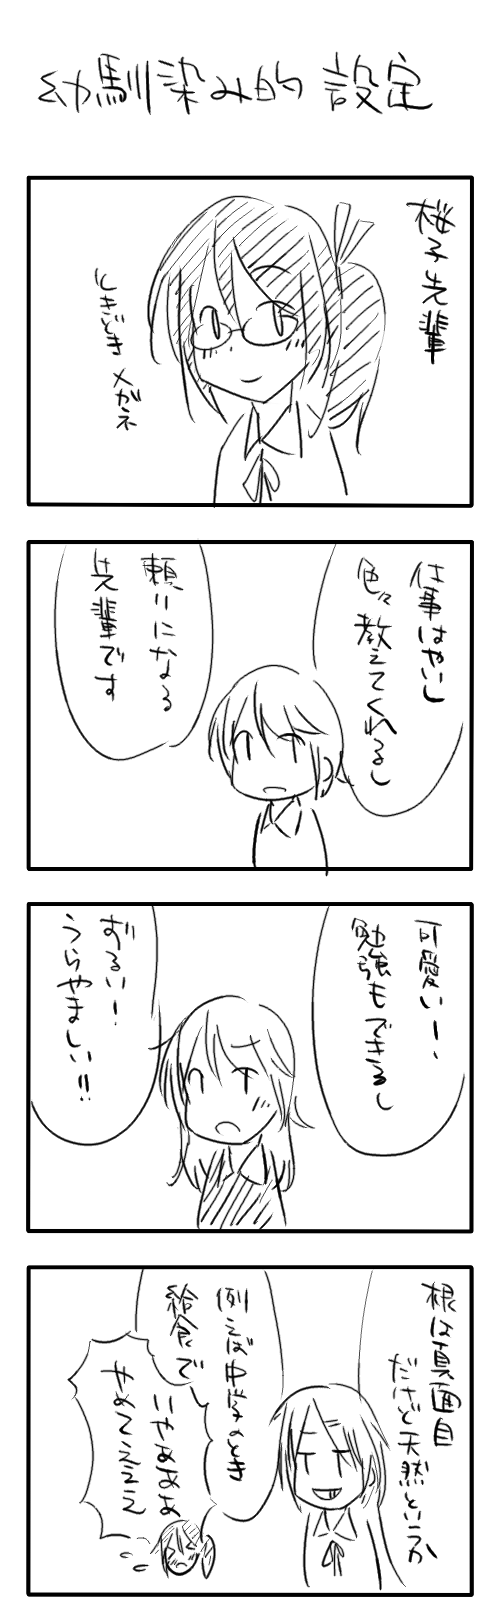 幼馴染み的 設定
桜子先輩
ときどき メガネ
仕事はやいし
色々教えてくれるし
頼りになる
先輩です
可愛いー、
勉強もできるし
ずるい!
うらやましい!!
根は真面目
だけど天然というか
例えば中学のとき
給食で
いやあああ
やめてえええ